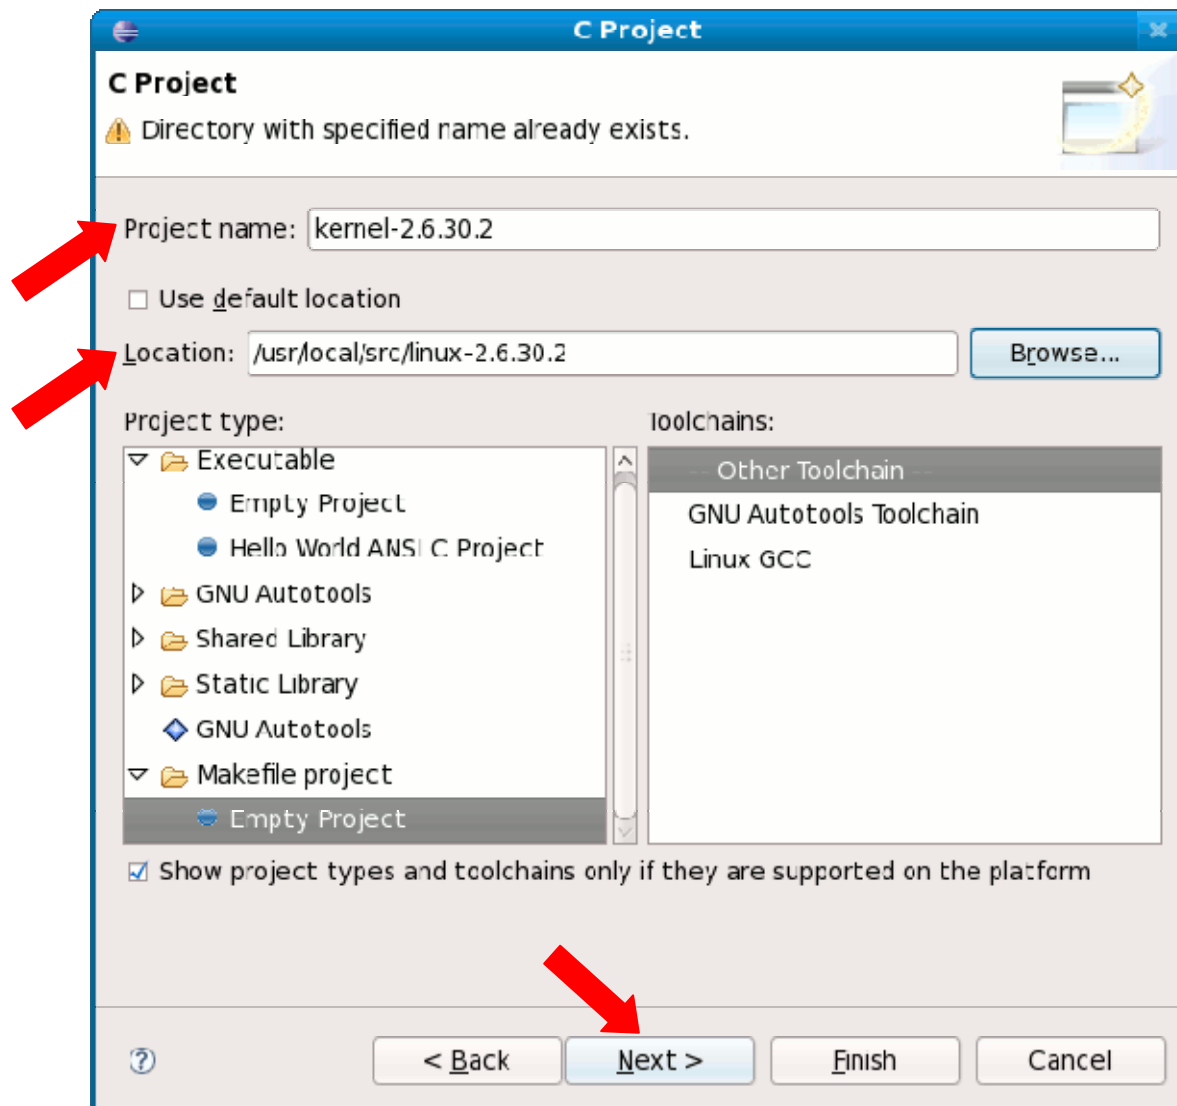 C Project
C Project
Directory with specified name already exists.
Project name: kernel-2.6.30.2
Use default location
Location: /usr/local/src/linux-2.6.30.2 Browse...
Project type: Toolchains:
Executable -- Other Toolchain --
Empty Project GNU Autotools Toolchain
Hello World ANSI C Project Linux GCC
GNU Autotools
Shared Library
Static Library
GNU Autotools
Makefile project
Empty Project
Show project types and toolchains only if they are supported on the platform
? < Back Next > Finish Cancel